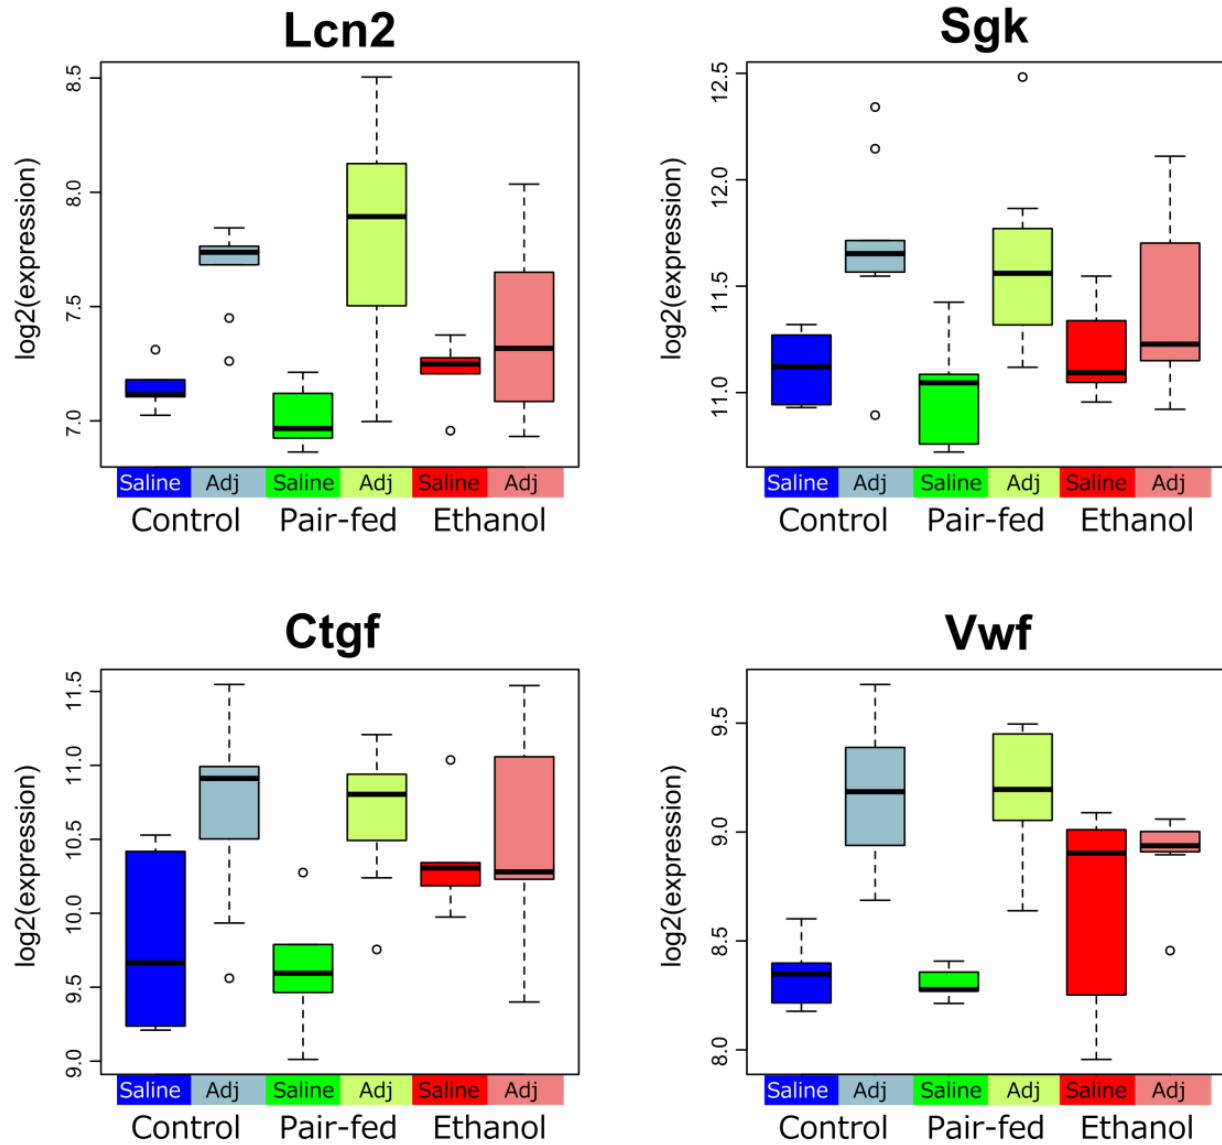 Lcn2
log2(expression)
8.5
8.0
7.5
7.0
Saline Adj Saline Adj Saline Adj
Control Pair-fed Ethanol
Sgk
log2(expression)
12.5
12.0
11.5
11.0
Saline Adj Saline Adj Saline Adj
Control Pair-fed Ethanol
Ctgf
log2(expression)
11.5
11.0
10.5
10.0
9.5
9.0
Saline Adj Saline Adj Saline Adj
Control Pair-fed Ethanol
Vwf
log2(expression)
9.5
9.0
8.5
8.0
Saline Adj Saline Adj Saline Adj
Control Pair-fed Ethanol